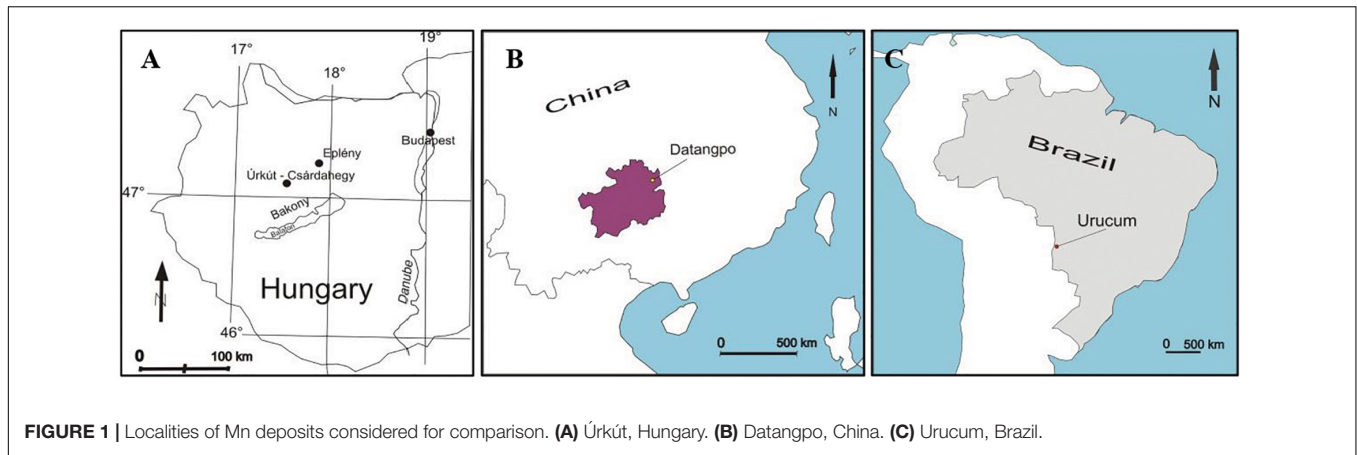 A
17°
18°
19°
Budapest
Eplény
Úrkút - Csárdahegy
47°
Bakony
Balaton
Danube
Hungary
N
46°
0 100 km
B
China
N
Datangpo
0 500 km
C
N
Brazil
Urucum
0 500 km
FIGURE 1 | Localities of Mn deposits considered for comparison. (A) Úrkút, Hungary. (B) Datangpo, China. (C) Urucum, Brazil.